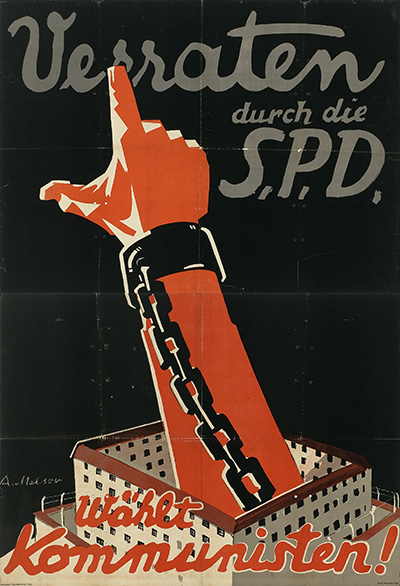 Verraten
durch die
S.P.D.
Wählt
Kommunisten!